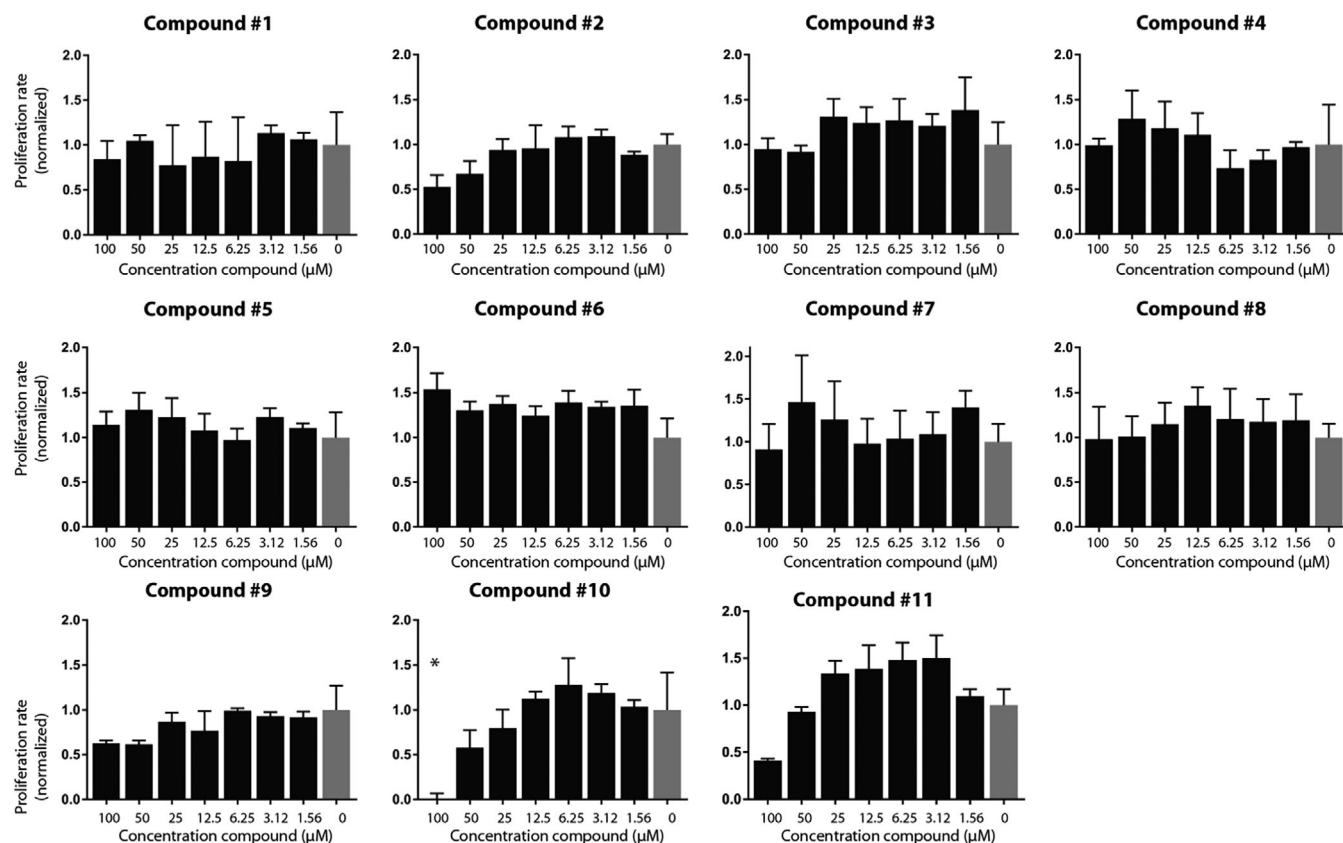 Compound #1
Compound #2
Compound #3
Compound #4
Proliferation rate
(normalized)
2.0
1.5
1.0
0.5
0.0
100 50 25 12.5 6.25 3.12 1.56 0
Concentration compound (µM)
2.0
1.5
1.0
0.5
0.0
100 50 25 12.5 6.25 3.12 1.56 0
Concentration compound (µM)
2.0
1.5
1.0
0.5
0.0
100 50 25 12.5 6.25 3.12 1.56 0
Concentration compound (µM)
2.0
1.5
1.0
0.5
0.0
100 50 25 12.5 6.25 3.12 1.56 0
Concentration compound (µM)
Compound #5
Compound #6
Compound #7
Compound #8
Proliferation rate
(normalized)
2.0
1.5
1.0
0.5
0.0
100 50 25 12.5 6.25 3.12 1.56 0
Concentration compound (µM)
2.0
1.5
1.0
0.5
0.0
100 50 25 12.5 6.25 3.12 1.56 0
Concentration compound (µM)
2.0
1.5
1.0
0.5
0.0
100 50 25 12.5 6.25 3.12 1.56 0
Concentration compound (µM)
2.0
1.5
1.0
0.5
0.0
100 50 25 12.5 6.25 3.12 1.56 0
Concentration compound (µM)
Compound #9
Compound #10
Compound #11
Proliferation rate
(normalized)
2.0
1.5
1.0
0.5
0.0
100 50 25 12.5 6.25 3.12 1.56 0
Concentration compound (µM)
2.0
1.5
1.0
0.5
0.0
*
100 50 25 12.5 6.25 3.12 1.56 0
Concentration compound (µM)
2.0
1.5
1.0
0.5
0.0
100 50 25 12.5 6.25 3.12 1.56 0
Concentration compound (µM)